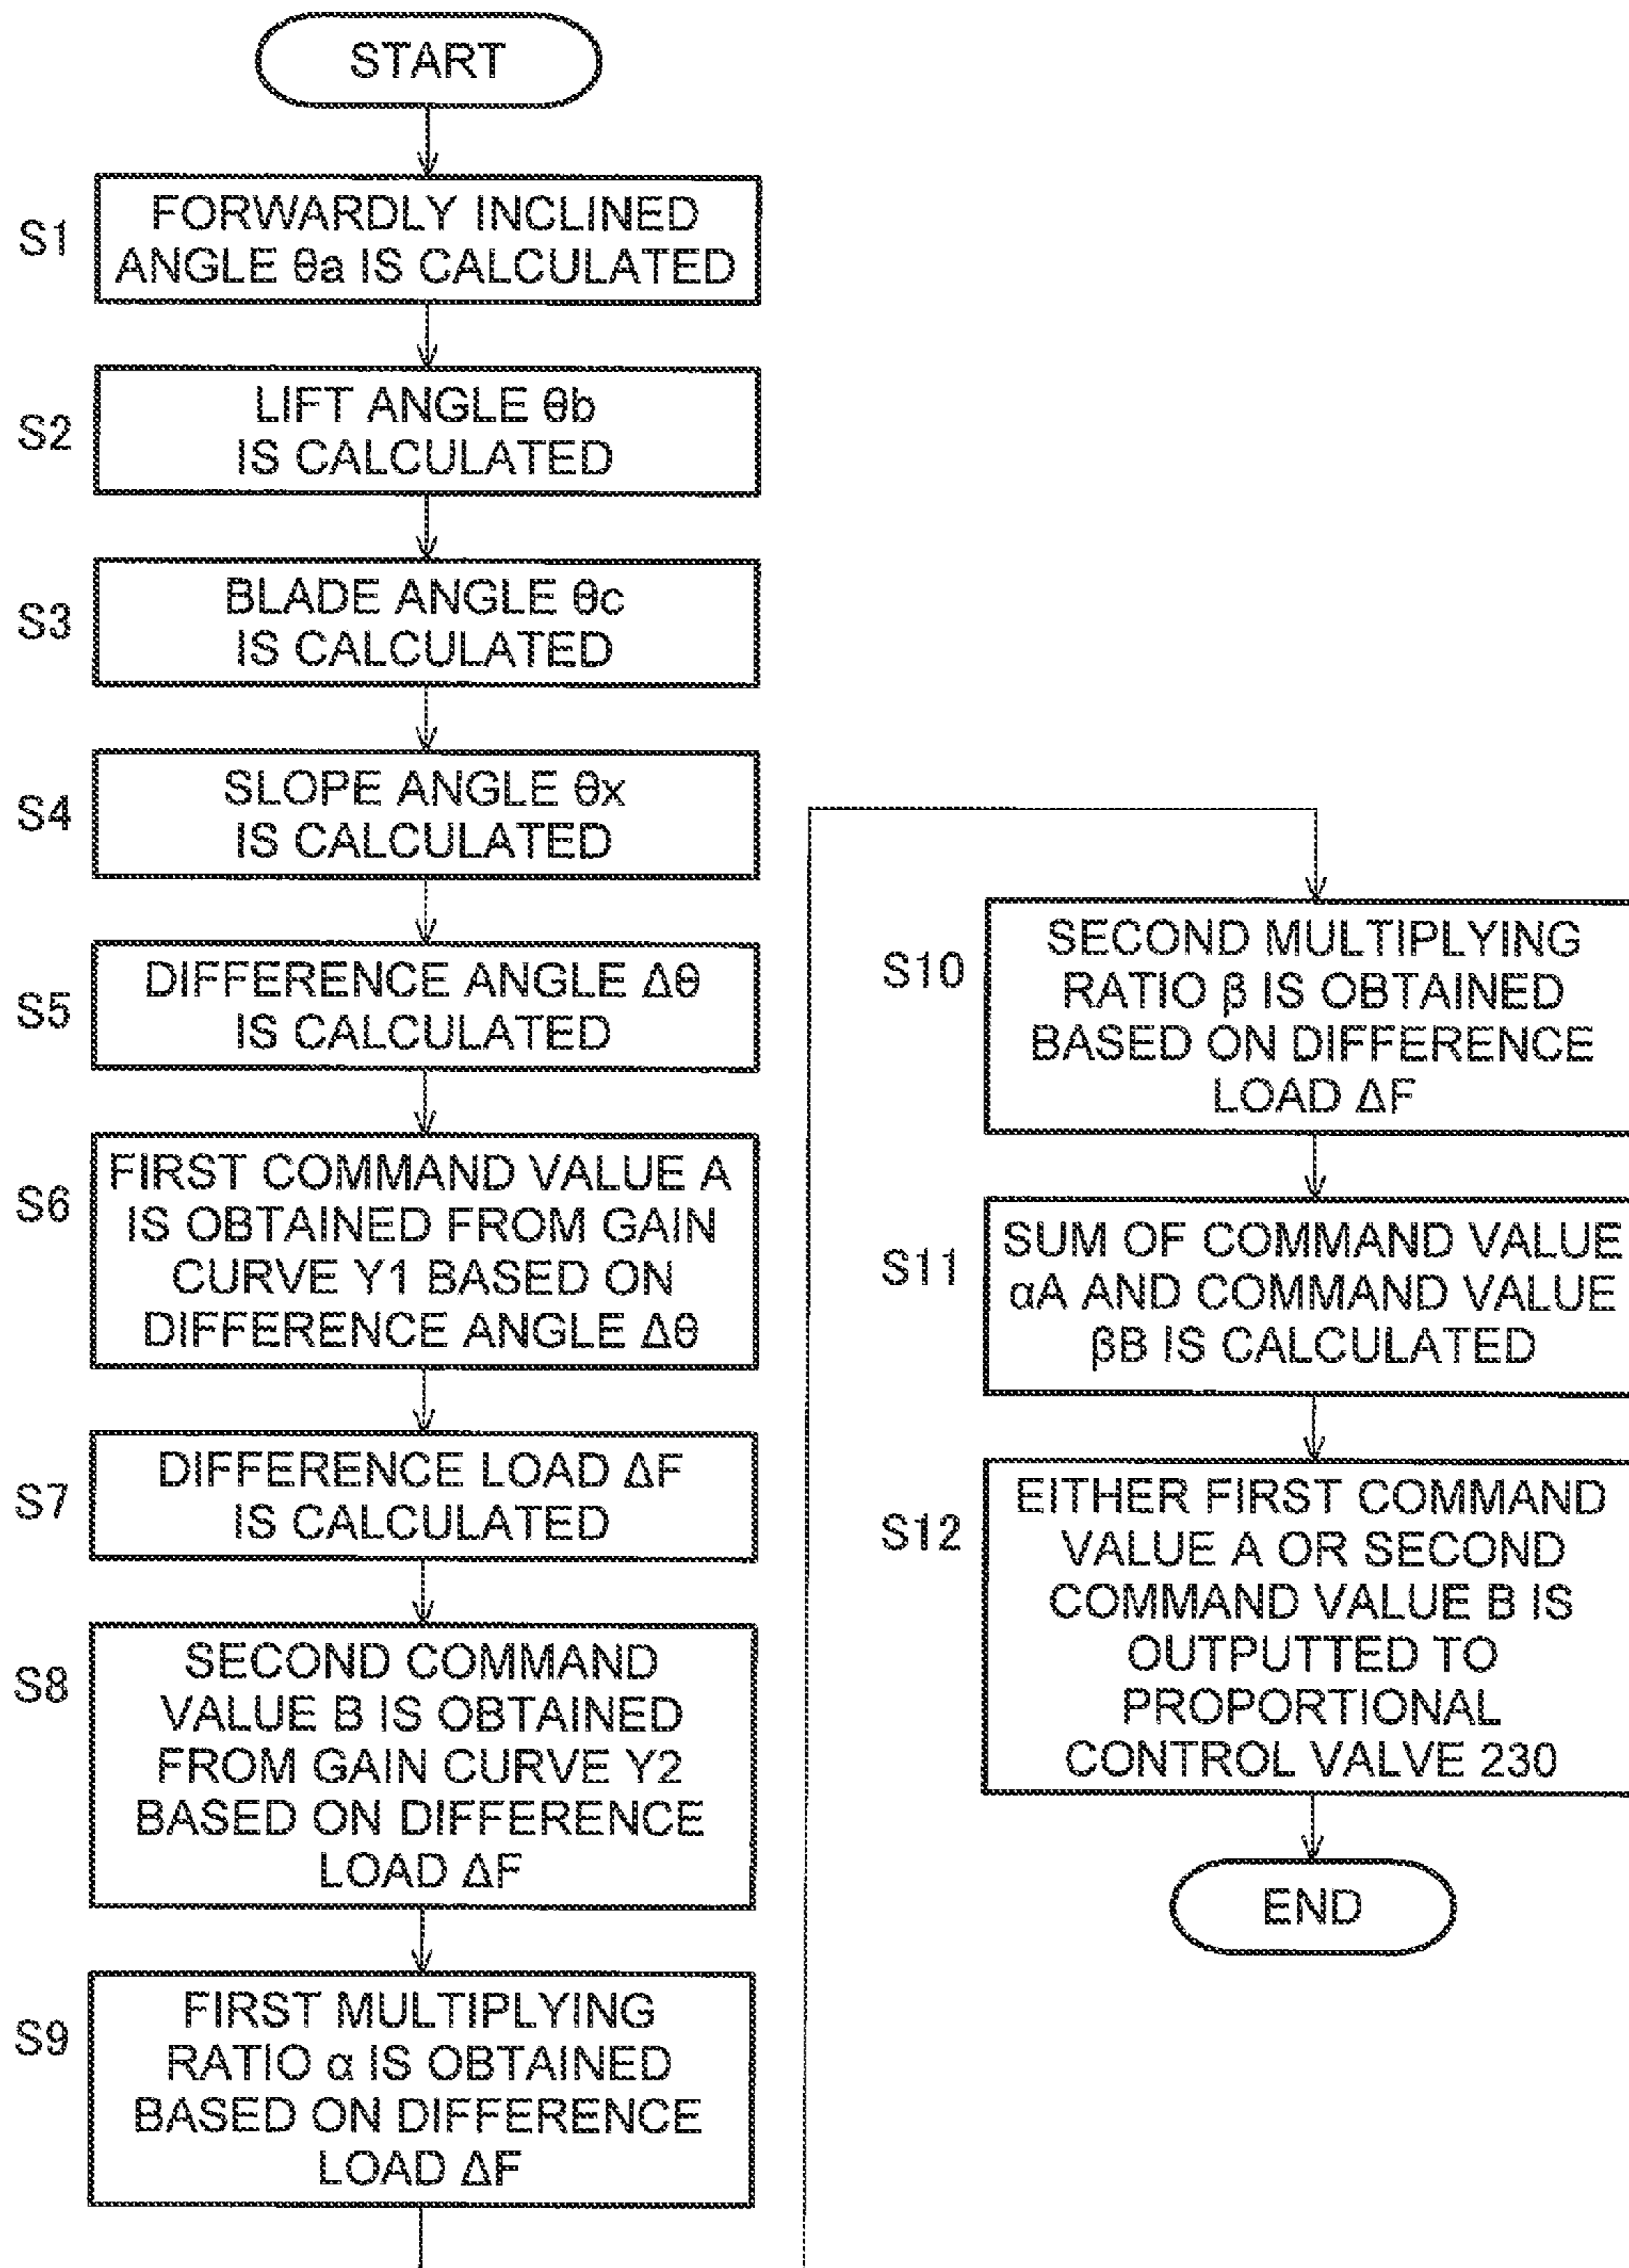 START
S1
FORWARDLY INCLINED
ANGLE θa IS CALCULATED
S2
LIFT ANGLE θb
IS CALCULATED
S3
BLADE ANGLE θc
IS CALCULATED
S4
SLOPE ANGLE θx
IS CALCULATED
S5
DIFFERENCE ANGLE Δθ
IS CALCULATED
S6
FIRST COMMAND VALUE A
IS OBTAINED FROM GAIN
CURVE Y1 BASED ON
DIFFERENCE ANGLE Δθ
S7
DIFFERENCE LOAD ΔF
IS CALCULATED
S8
SECOND COMMAND
VALUE B IS OBTAINED
FROM GAIN CURVE Y2
BASED ON DIFFERENCE
LOAD ΔF
S9
FIRST MULTIPLYING
RATIO α IS OBTAINED
BASED ON DIFFERENCE
LOAD ΔF
S10
SECOND MULTIPLYING
RATIO β IS OBTAINED
BASED ON DIFFERENCE
LOAD ΔF
S11
SUM OF COMMAND VALUE
αA AND COMMAND VALUE
βB IS CALCULATED
S12
EITHER FIRST COMMAND
VALUE A OR SECOND
COMMAND VALUE B IS
OUTPUTTED TO
PROPORTIONAL
CONTROL VALVE 230
END